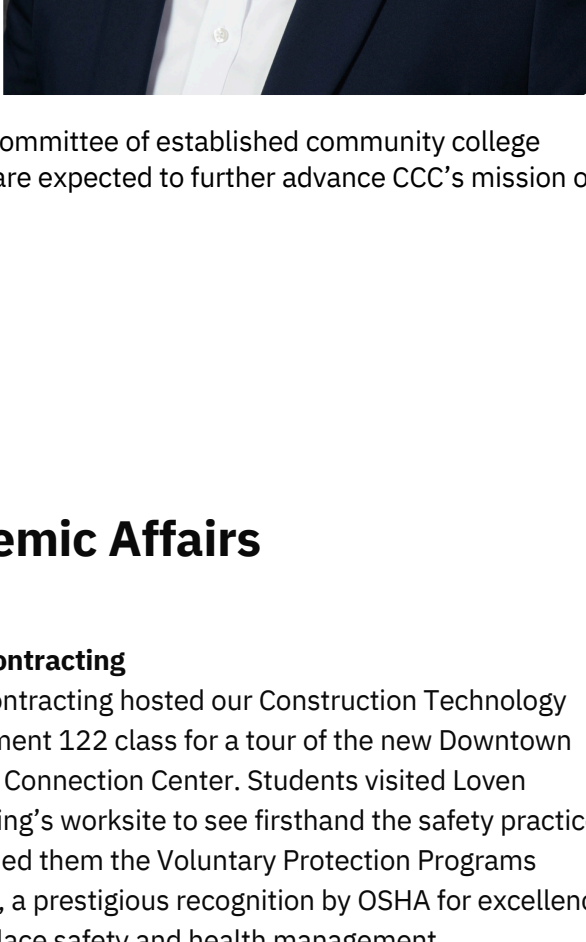 ommittee of established community college
are expected to further advance CCC’s mission o
emic Affairs
ontracting
ontracting hosted our Construction Technology
ment 122 class for a tour of the new Downtown
Connection Center. Students visited Loven
ing’s worksite to see firsthand the safety practic
ed them the Voluntary Protection Programs
, a prestigious recognition by OSHA for excellenc
lace safety and health management